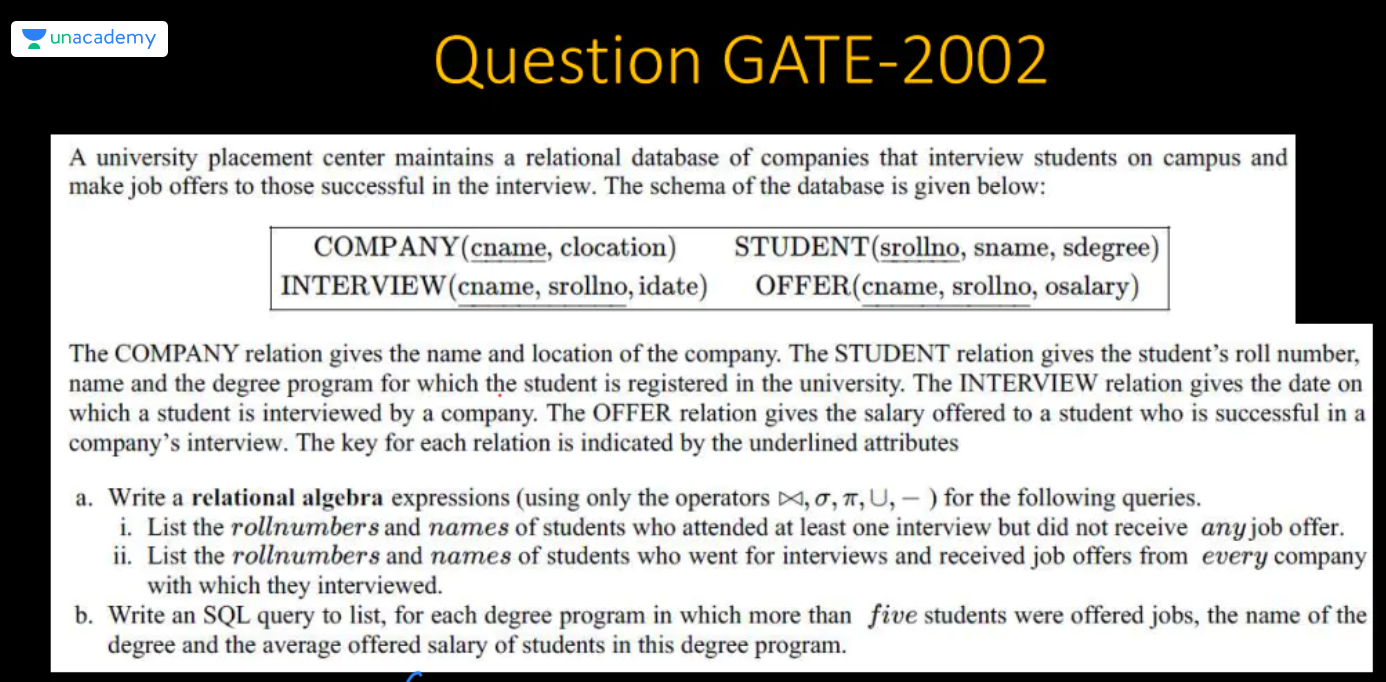 unacademy
Question GATE-2002
A university placement center maintains a relational database of companies that interview students on campus and
make job offers to those successful in the interview. The schema of the database is given below:
COMPANY(cname, clocation) STUDENT(srollno, sname, sdegree)
INTERVIEW(cname, srollno, idate) OFFER(cname, srollno, osalary)
The COMPANY relation gives the name and location of the company. The STUDENT relation gives the student's roll number,
name and the degree program for which the student is registered in the university. The INTERVIEW relation gives the date on
which a student is interviewed by a company. The OFFER relation gives the salary offered to a student who is successful in a
company's interview. The key for each relation is indicated by the underlined attributes
a. Write a relational algebra expressions (using only the operators ⋈, σ, π, ∪, − ) for the following queries.
i. List the rollnumbers and names of students who attended at least one interview but did not receive any job offer.
ii. List the rollnumbers and names of students who went for interviews and received job offers from every company
with which they interviewed.
b. Write an SQL query to list, for each degree program in which more than five students were offered jobs, the name of the
degree and the average offered salary of students in this degree program.